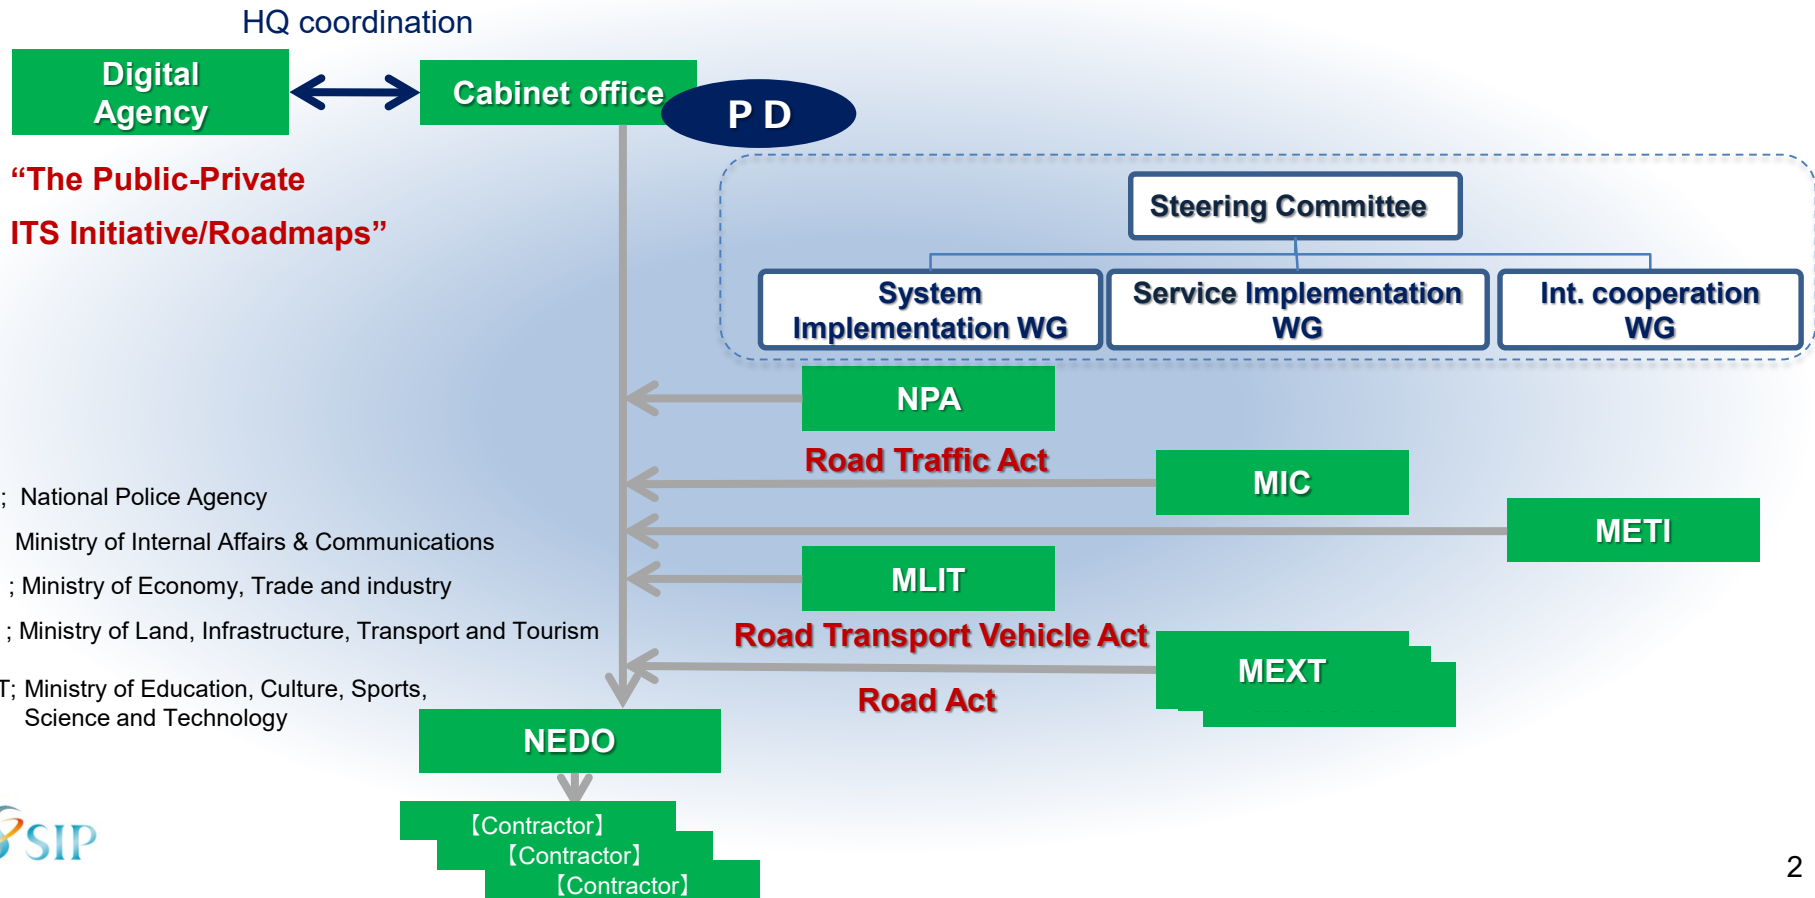 HQ coordination
Digital
Agency
Cabinet office
P D
“The Public-Private
ITS Initiative/Roadmaps”
Steering Committee
System
Implementation WG
Service Implementation
WG
Int. cooperation
WG
NPA
Road Traffic Act
MIC
METI
MLIT
Road Transport Vehicle Act
MEXT
Road Act
; National Police Agency
Ministry of Internal Affairs & Communications
; Ministry of Economy, Trade and industry
; Ministry of Land, Infrastructure, Transport and Tourism
T; Ministry of Education, Culture, Sports,
Science and Technology
NEDO
【Contractor】
【Contractor】
【Contractor】
SIP
2